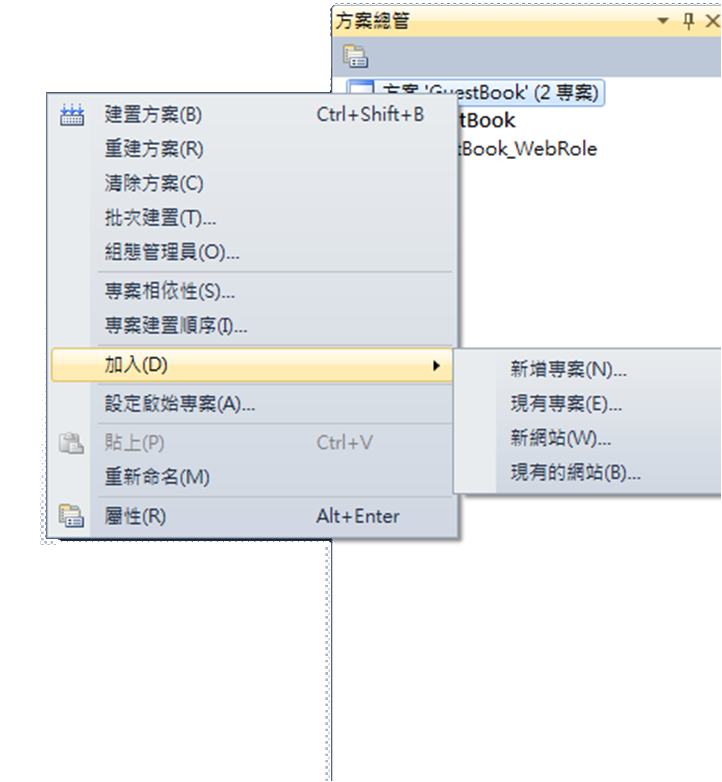 方案總管
方案 'GuestBook' (2 專案)
tBook
Book_WebRole
建置方案(B) Ctrl+Shift+B
重建方案(R)
清除方案(C)
批次建置(T)...
組態管理員(O)...
專案相依性(S)...
專案建置順序(I)...
加入(D)
新增專案(N)...
現有專案(E)...
新網站(W)...
現有的網站(B)...
設定啟始專案(A)...
貼上(P) Ctrl+V
重新命名(M)
屬性(R) Alt+Enter